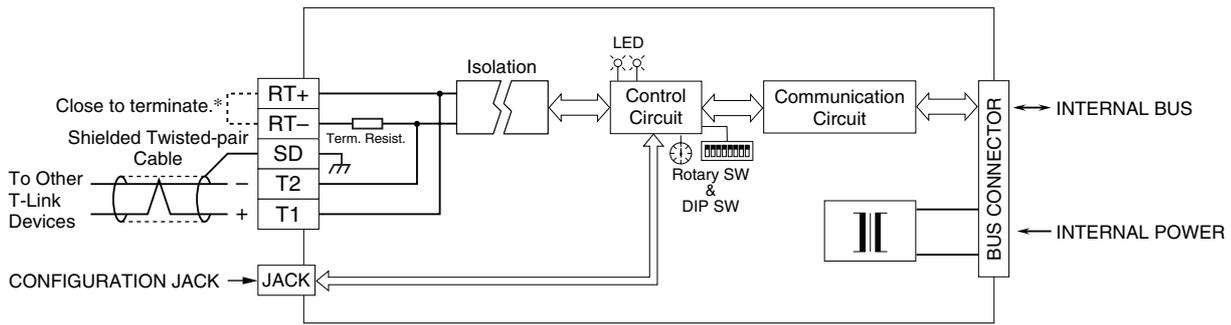 LED
Isolation
RT+
Close to terminate.*
RT–
Term. Resist.
Shielded Twisted-pair
Cable
SD
To Other
T-Link
Devices
–
T2
+
T1
Control
Circuit
Communication
Circuit
Rotary SW
&
DIP SW
BUS CONNECTOR
INTERNAL BUS
INTERNAL POWER
CONFIGURATION JACK
JACK